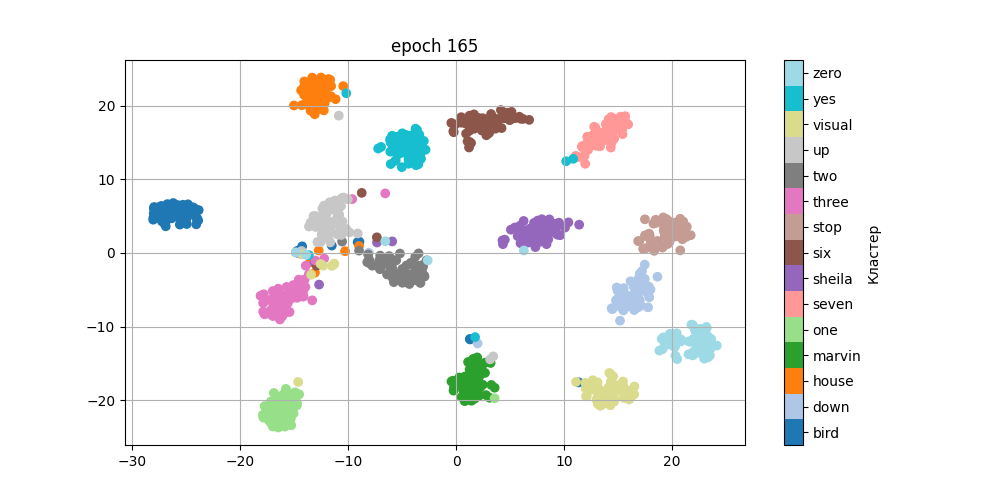 epoch 165
20
10
0
−10
−20
−30
−20
−10
0
10
20
zero
yes
visual
up
two
three
stop
six
sheila
seven
one
marvin
house
down
bird
Кластер